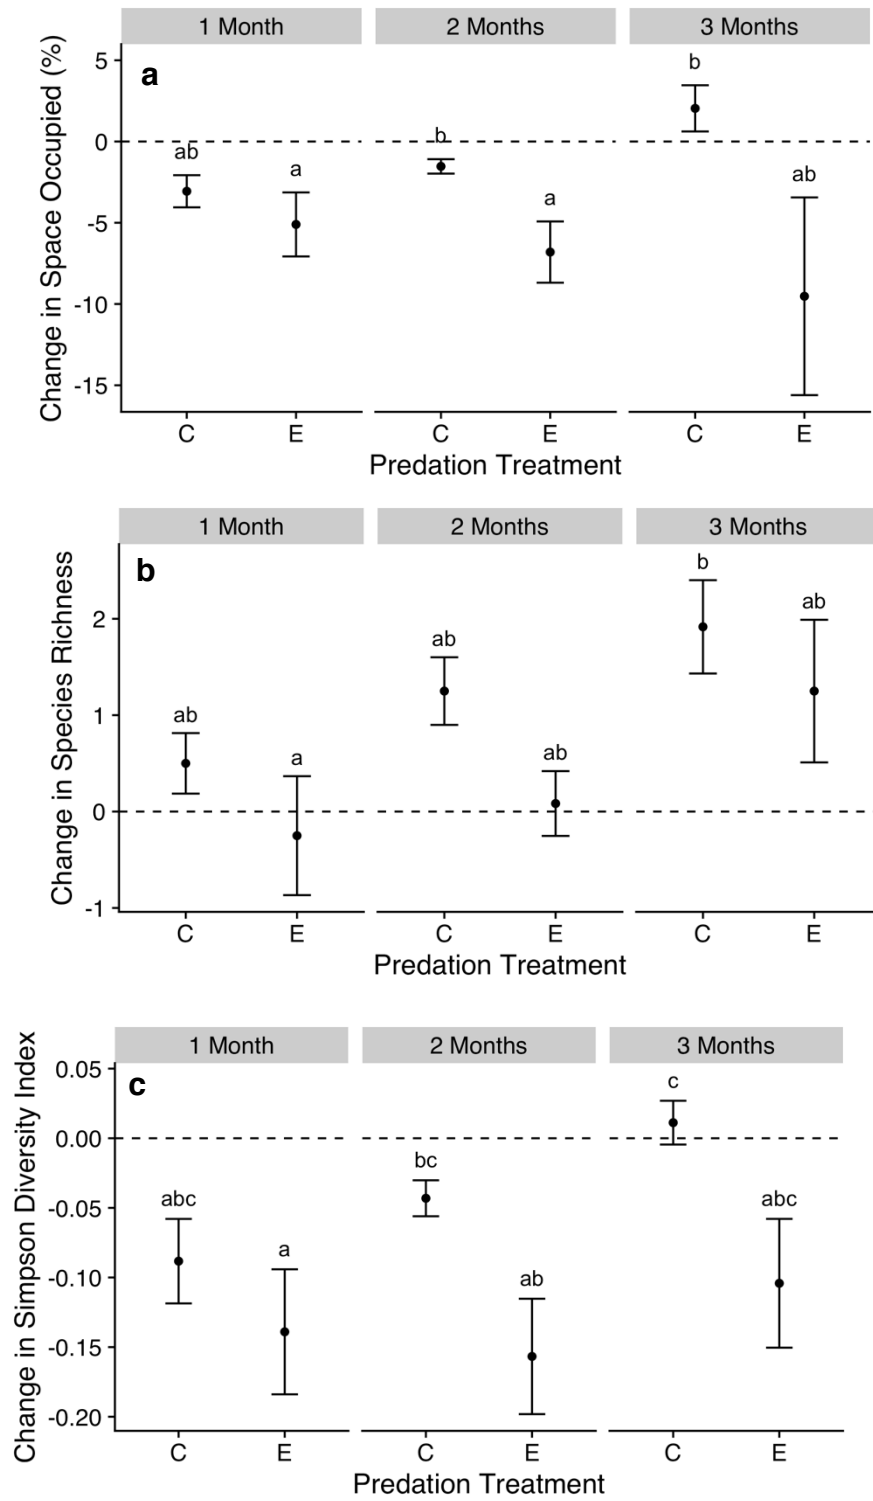 1 Month 2 Months 3 Months
a
Change in Space Occupied (%)
5
0
-5
-10
-15
ab
a
b
a
b
ab
C E C E C E
Predation Treatment
1 Month 2 Months 3 Months
b
Change in Species Richness
2
1
0
-1
ab
a
ab
ab
b
ab
C E C E C E
Predation Treatment
1 Month 2 Months 3 Months
c
Change in Simpson Diversity Index
0.05
0.00
-0.05
-0.10
-0.15
-0.20
abc
a
bc
ab
c
abc
C E C E C E
Predation Treatment